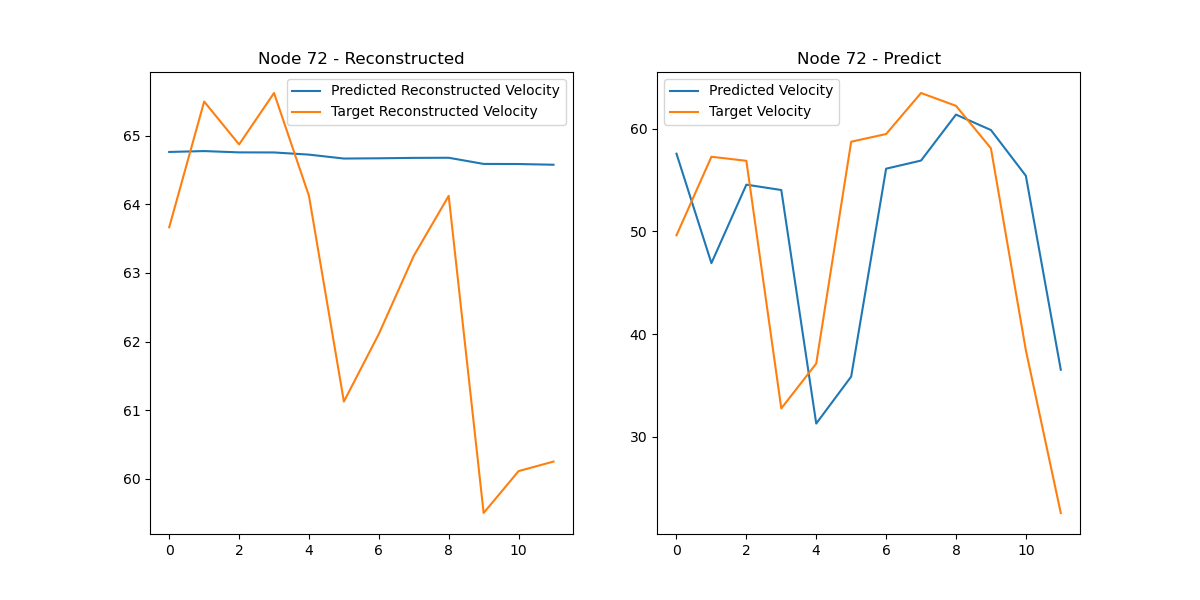 Node 72 - Reconstructed
Predicted Reconstructed Velocity
Target Reconstructed Velocity
65
64
63
62
61
60
0 2 4 6 8 10
Node 72 - Predict
Predicted Velocity
Target Velocity
60
50
40
30
0 2 4 6 8 10